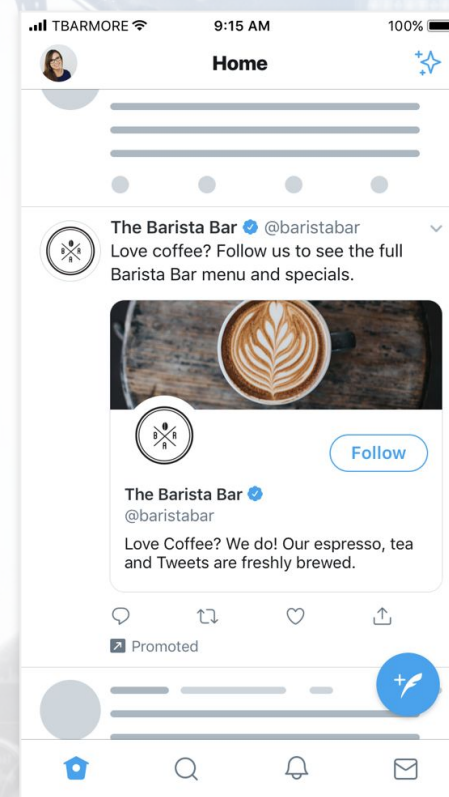 TBARMORE 9:15 AM 100%
Home
The Barista Bar @baristabar
Love coffee? Follow us to see the full
Barista Bar menu and specials.
B A R
A
B A R
A
Follow
The Barista Bar
@baristabar
Love Coffee? We do! Our espresso, tea
and Tweets are freshly brewed.
Promoted